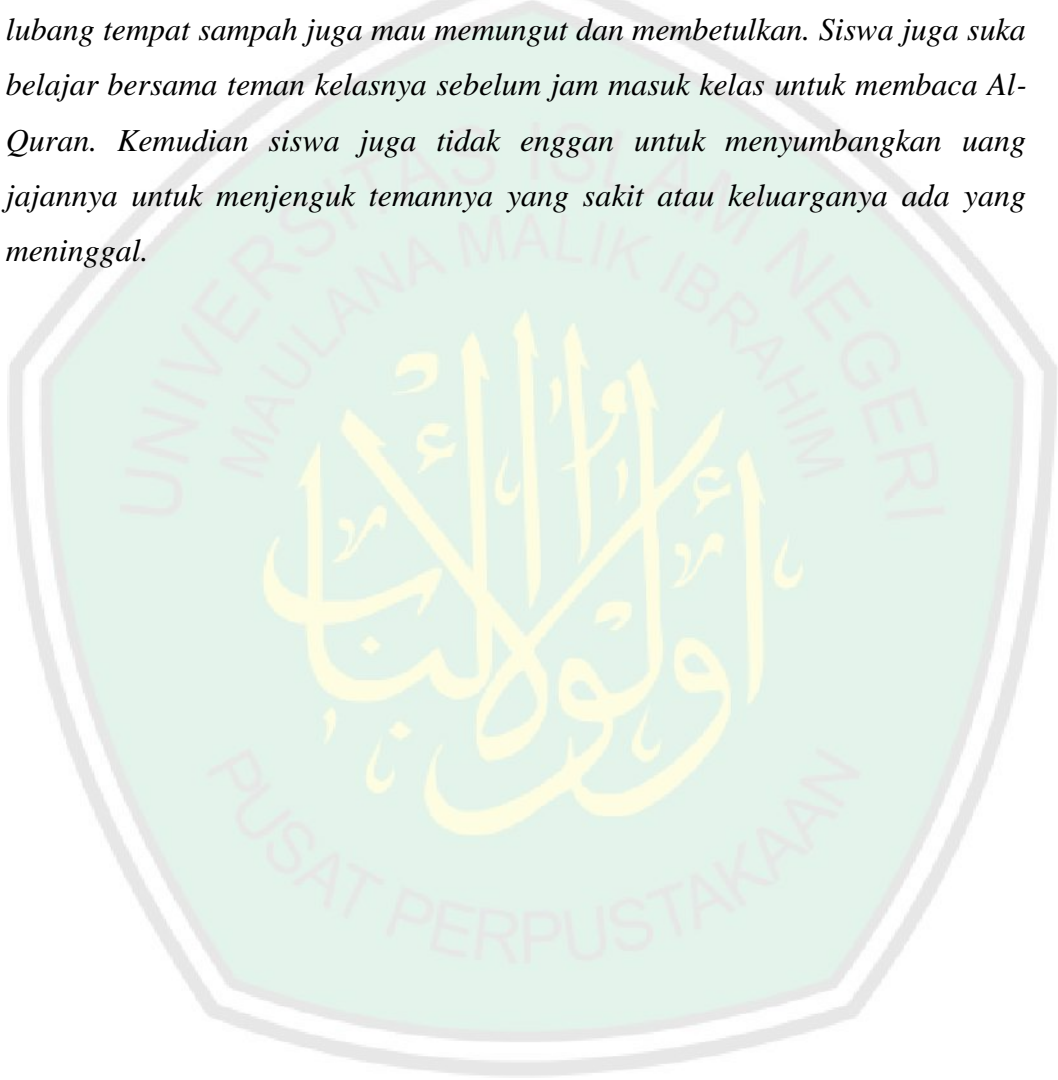 lubang tempat sampah juga mau memungut dan membetulkan. Siswa juga suka
belajar bersama teman kelasnya sebelum jam masuk kelas untuk membaca Al-
Quran. Kemudian siswa juga tidak enggan untuk menyumbangkan uang
jajannya untuk menjenguk temannya yang sakit atau keluarganya ada yang
meninggal.
UNIVERSITAS ISLAM NEGERI
MAULANA MALIK IBRAHIM
أولوا الألباب
PUSAT PERPUSTAKAAN